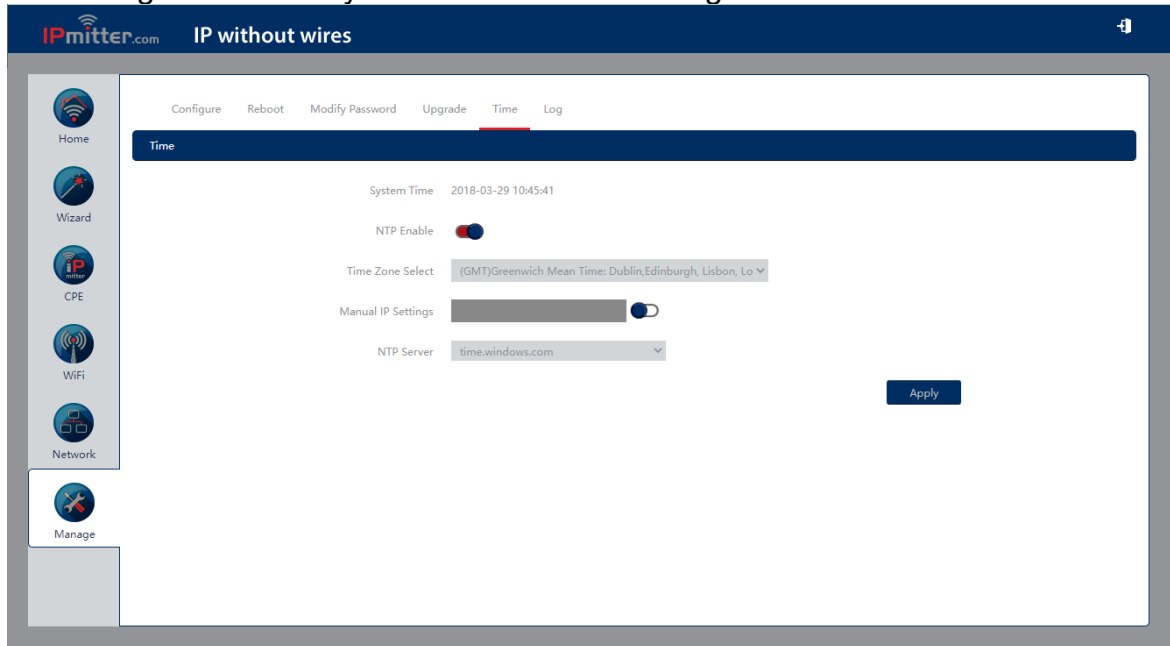 IPmitter.com IP without wires
Configure Reboot Modify Password Upgrade Time Log
Home
Time
System Time 2018-03-29 10:45:41
Wizard
NTP Enable
Time Zone Select (GMT)Greenwich Mean Time: Dublin,Edinburgh, Lisbon, Lo
iP
mitter
CPE
Manual IP Settings
NTP Server time.windows.com
WiFi
Apply
Network
Manage